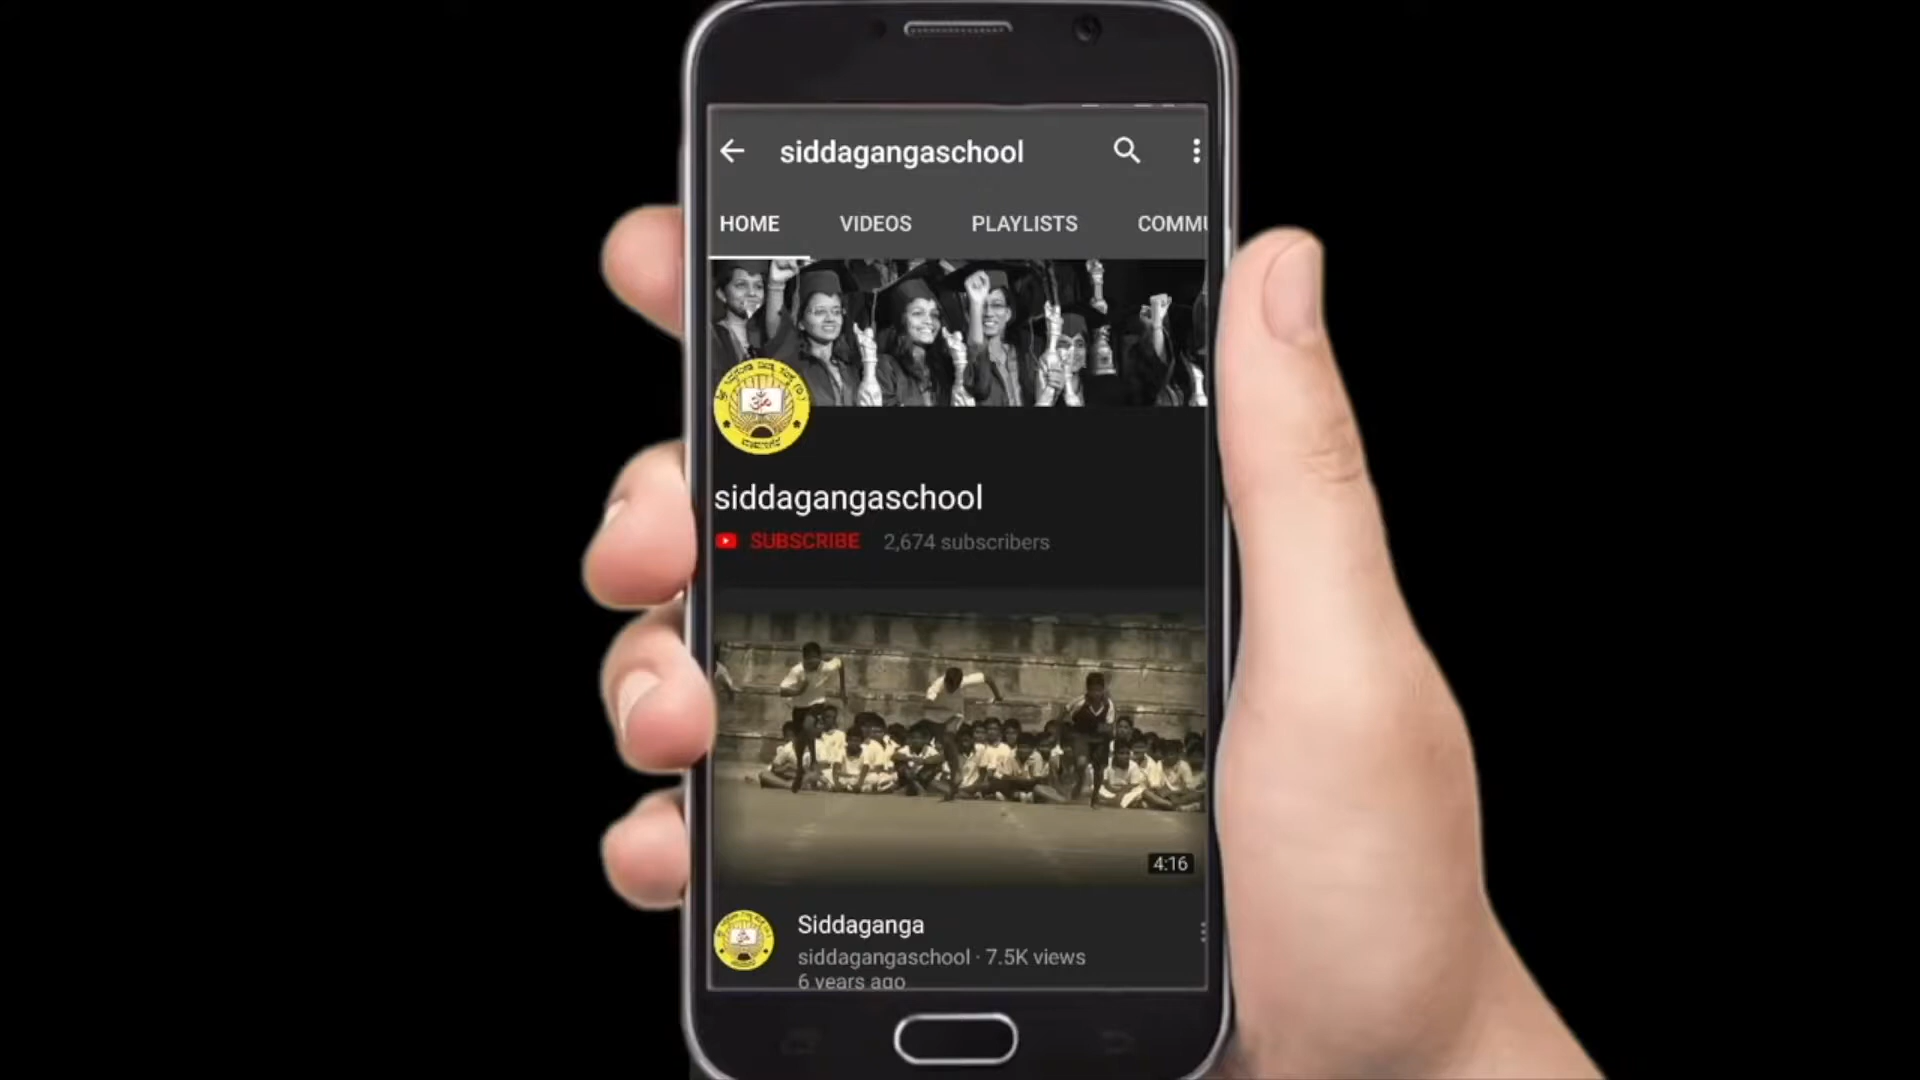 siddagangaschool
HOME VIDEOS PLAYLISTS COMMU
siddagangaschool
SUBSCRIBE 2,674 subscribers
4:16
Siddaganga
siddagangaschool · 7.5K views
6 years ago